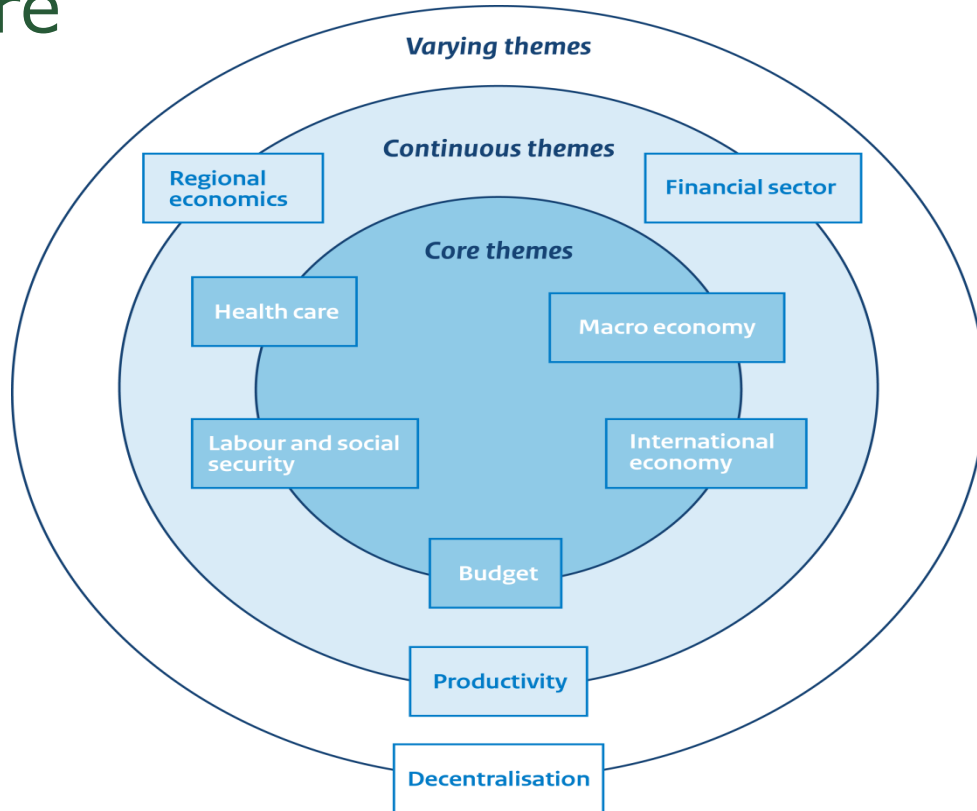 re
Varying themes
Continuous themes
Regional
economics
Financial sector
Core themes
Health care
Macro economy
Labour and social
security
International
economy
Budget
Productivity
Decentralisation